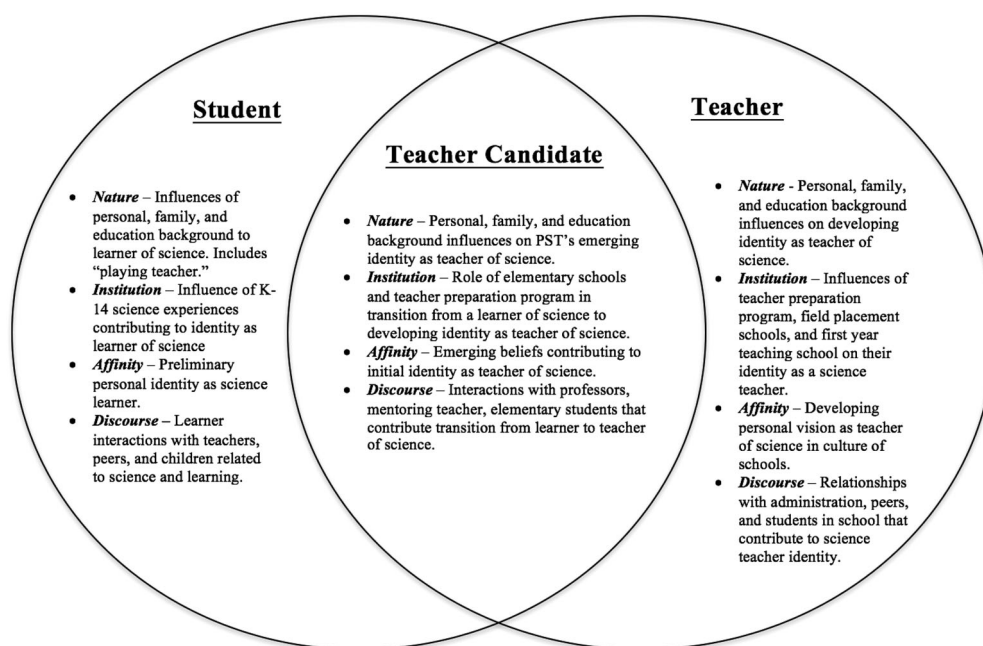 Student
• Nature – Influences of
personal, family, and
education background to
learner of science. Includes
“playing teacher.”
• Institution – Influence of K-
14 science experiences
contributing to identity as
learner of science
• Affinity – Preliminary
personal identity as science
learner.
• Discourse – Learner
interactions with teachers,
peers, and children related
to science and learning.
Teacher Candidate
• Nature – Personal, family, and education
background influences on PST’s emerging
identity as teacher of science.
• Institution – Role of elementary schools
and teacher preparation program in
transition from a learner of science to
developing identity as teacher of science.
• Affinity – Emerging beliefs contributing to
initial identity as teacher of science.
• Discourse – Interactions with professors,
mentoring teacher, elementary students that
contribute transition from learner to teacher
of science.
Teacher
• Nature - Personal, family,
and education background
influences on developing
identity as teacher of
science.
• Institution – Influences of
teacher preparation
program, field placement
schools, and first year
teaching school on their
identity as a science
teacher.
• Affinity – Developing
personal vision as teacher
of science in culture of
schools.
• Discourse – Relationships
with administration, peers,
and students in school that
contribute to science
teacher identity.